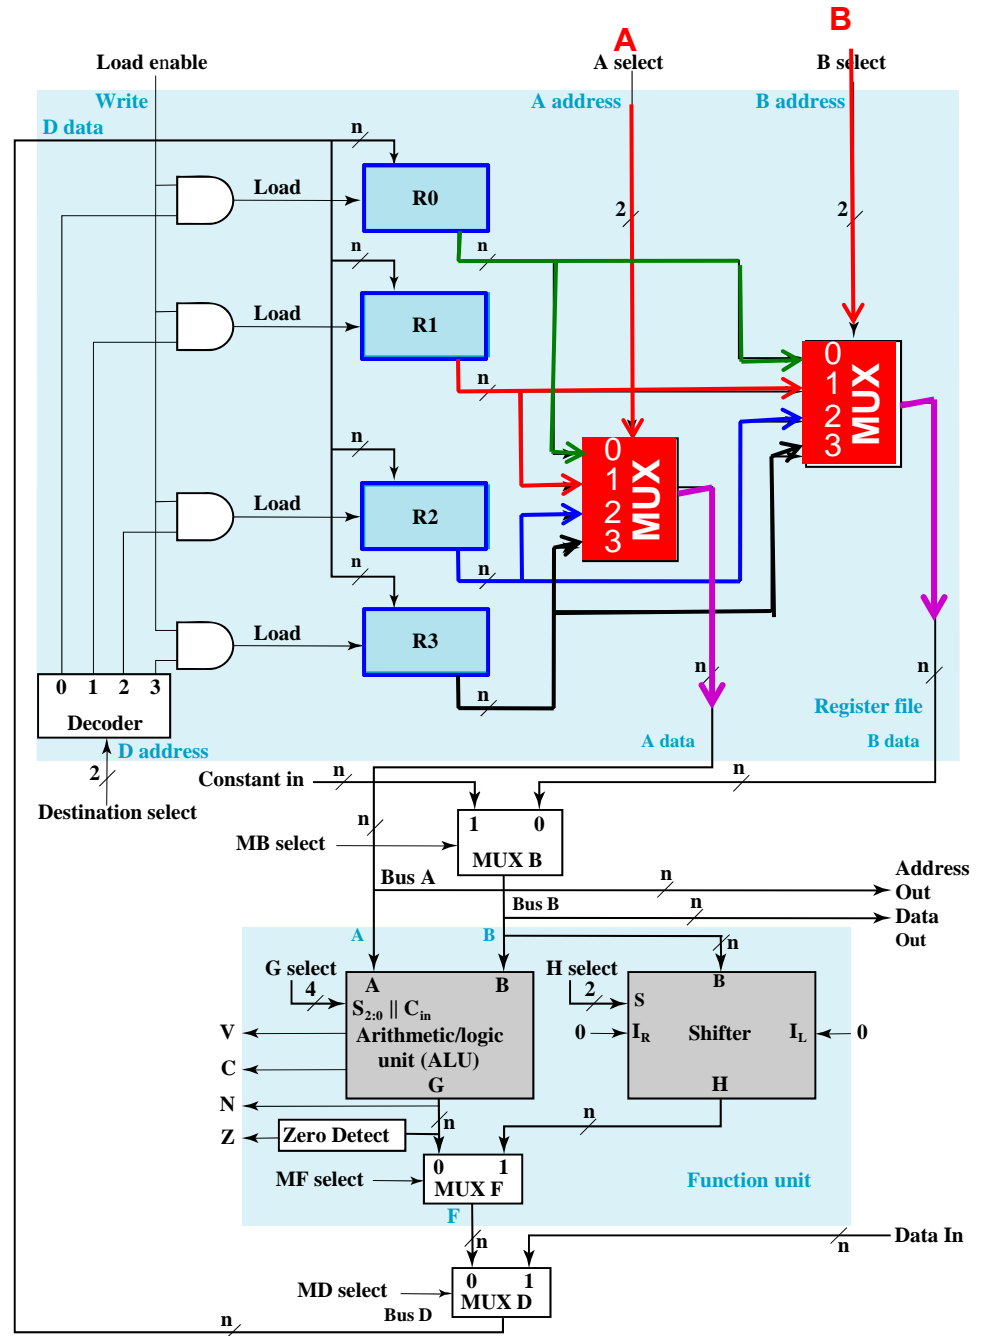 A
B
Load enable
A select
B select
Write
A address
B address
D data
n
Load
R0
2
2
n
n
Load
R1
n
0
1
2
3
MUX
0
1
2
3
MUX
n
Load
R2
n
n
Load
R3
n
n
n
0 1 2 3
Decoder
Register file
D address
A data
B data
2
Destination select
Constant in
n
n
n
1 0
MB select
MUX B
Bus A
n
Address
Out
Bus B
n
Data
Out
A
B
n
G select
4
A
B
H select
2
B
S2:0 || Cin
S
V
Arithmetic/logic
unit (ALU)
0
IR
Shifter
IL
0
C
G
H
N
n
n
Z
Zero Detect
0 1
MF select
MUX F
Function unit
F
n
n
Data In
0 1
MD select
MUX D
Bus D
n